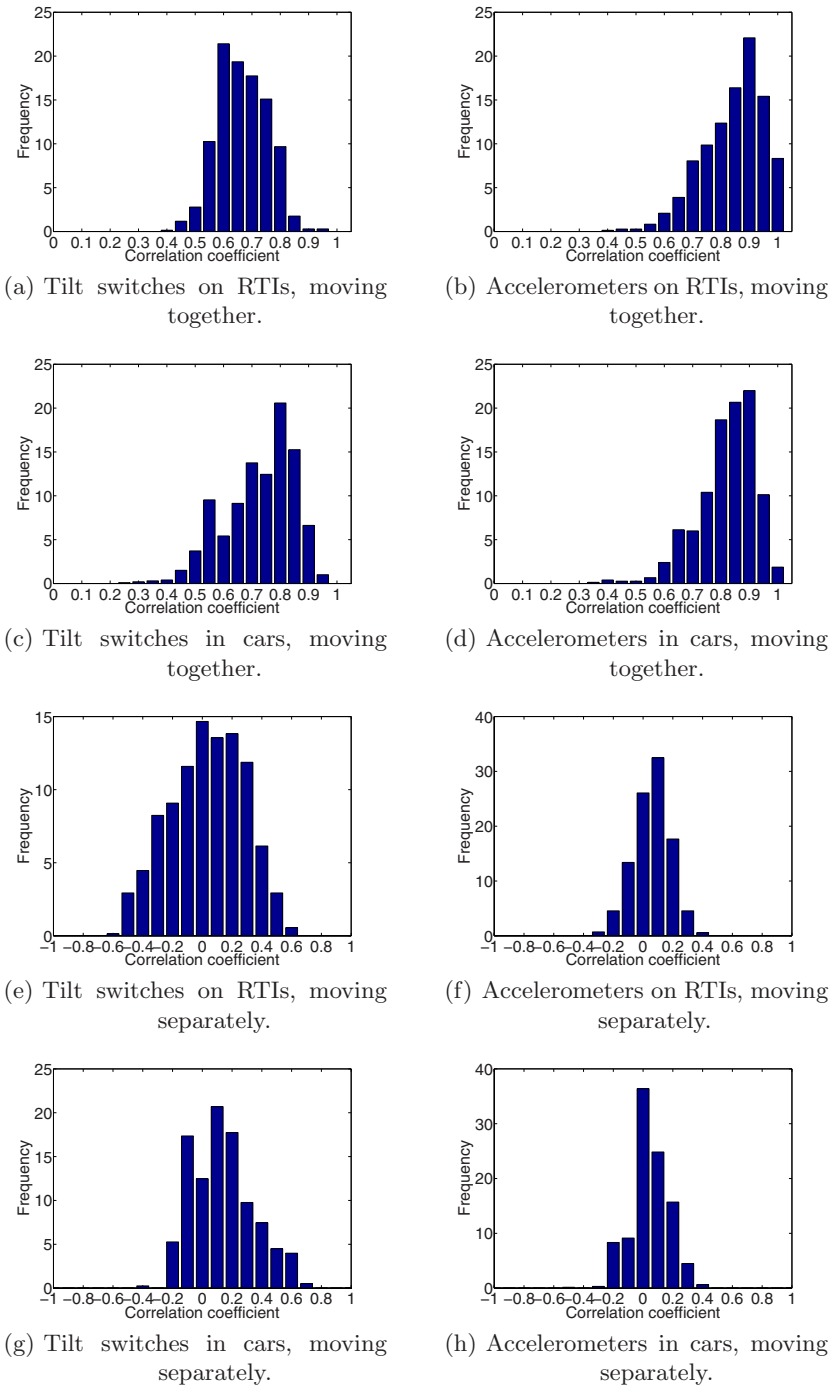 25
20
15
10
5
0
Frequency
0 0.1 0.2 0.3 0.4 0.5 0.6 0.7 0.8 0.9 1
Correlation coefficient
(a) Tilt switches on RTIs, moving
together.
25
20
15
10
5
0
Frequency
0 0.1 0.2 0.3 0.4 0.5 0.6 0.7 0.8 0.9 1
Correlation coefficient
(b) Accelerometers on RTIs, moving
together.
25
20
15
10
5
0
Frequency
0 0.1 0.2 0.3 0.4 0.5 0.6 0.7 0.8 0.9 1
Correlation coefficient
(c) Tilt switches in cars, moving
together.
25
20
15
10
5
0
Frequency
0 0.1 0.2 0.3 0.4 0.5 0.6 0.7 0.8 0.9 1
Correlation coefficient
(d) Accelerometers in cars, moving
together.
15
10
5
0
Frequency
−1 −0.8−0.6−0.4−0.2 0 0.2 0.4 0.6 0.8 1
Correlation coefficient
(e) Tilt switches on RTIs, moving
separately.
40
30
20
10
0
Frequency
−1 −0.8−0.6−0.4−0.2 0 0.2 0.4 0.6 0.8 1
Correlation coefficient
(f) Accelerometers on RTIs, moving
separately.
25
20
15
10
5
0
Frequency
−1 −0.8−0.6−0.4−0.2 0 0.2 0.4 0.6 0.8 1
Correlation coefficient
(g) Tilt switches in cars, moving
separately.
40
30
20
10
0
Frequency
−1 −0.8−0.6−0.4−0.2 0 0.2 0.4 0.6 0.8 1
Correlation coefficient
(h) Accelerometers in cars, moving
separately.